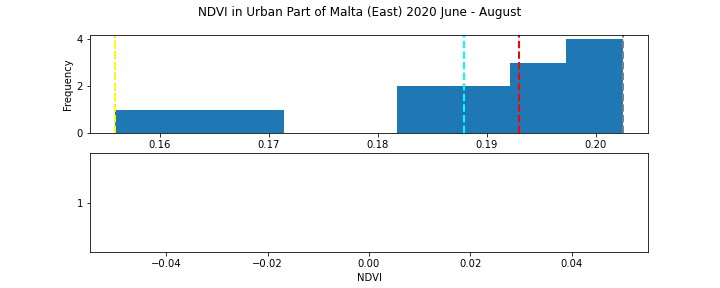 NDVI in Urban Part of Malta (East) 2020 June - August
4
2
0
Frequency
0.16 0.17 0.18 0.19 0.20
1
−0.04 −0.02 0.00 0.02 0.04
NDVI